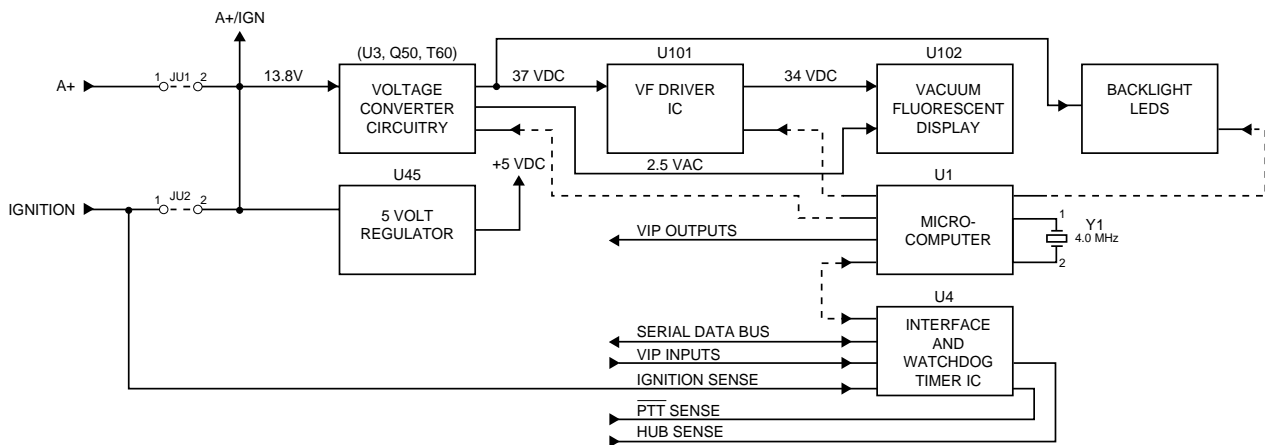 A+/IGN
(U3, Q50, T60)
U101
U102
A+
1 JU1 2
13.8V
VOLTAGE
CONVERTER
CIRCUITRY
37 VDC
VF DRIVER
IC
34 VDC
VACUUM
FLUORESCENT
DISPLAY
BACKLIGHT
LEDS
2.5 VAC
+5 VDC
U45
U1
IGNITION
1 JU2 2
5 VOLT
REGULATOR
VIP OUTPUTS
MICRO-
COMPUTER
1
Y1
4.0 MHz
2
U4
SERIAL DATA BUS
VIP INPUTS
IGNITION SENSE
INTERFACE
AND
WATCHDOG
TIMER IC
PTT SENSE
HUB SENSE